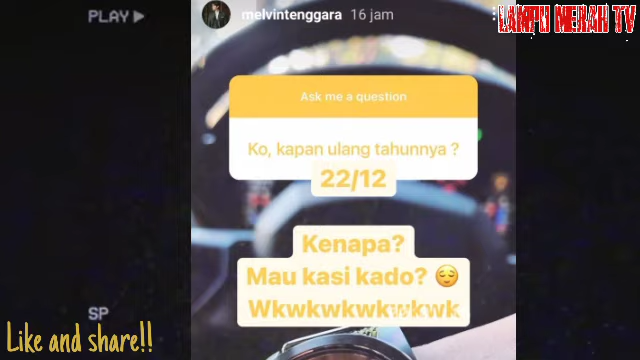 PLAY
melvintenggara 16 jam
LAMPU MERAH TV
Ask me a question
Ko, kapan ulang tahunnya ?
22/12
Kenapa?
Mau kasi kado? 😌
Wkwkwkwkwkwk
SP
Like and share!!